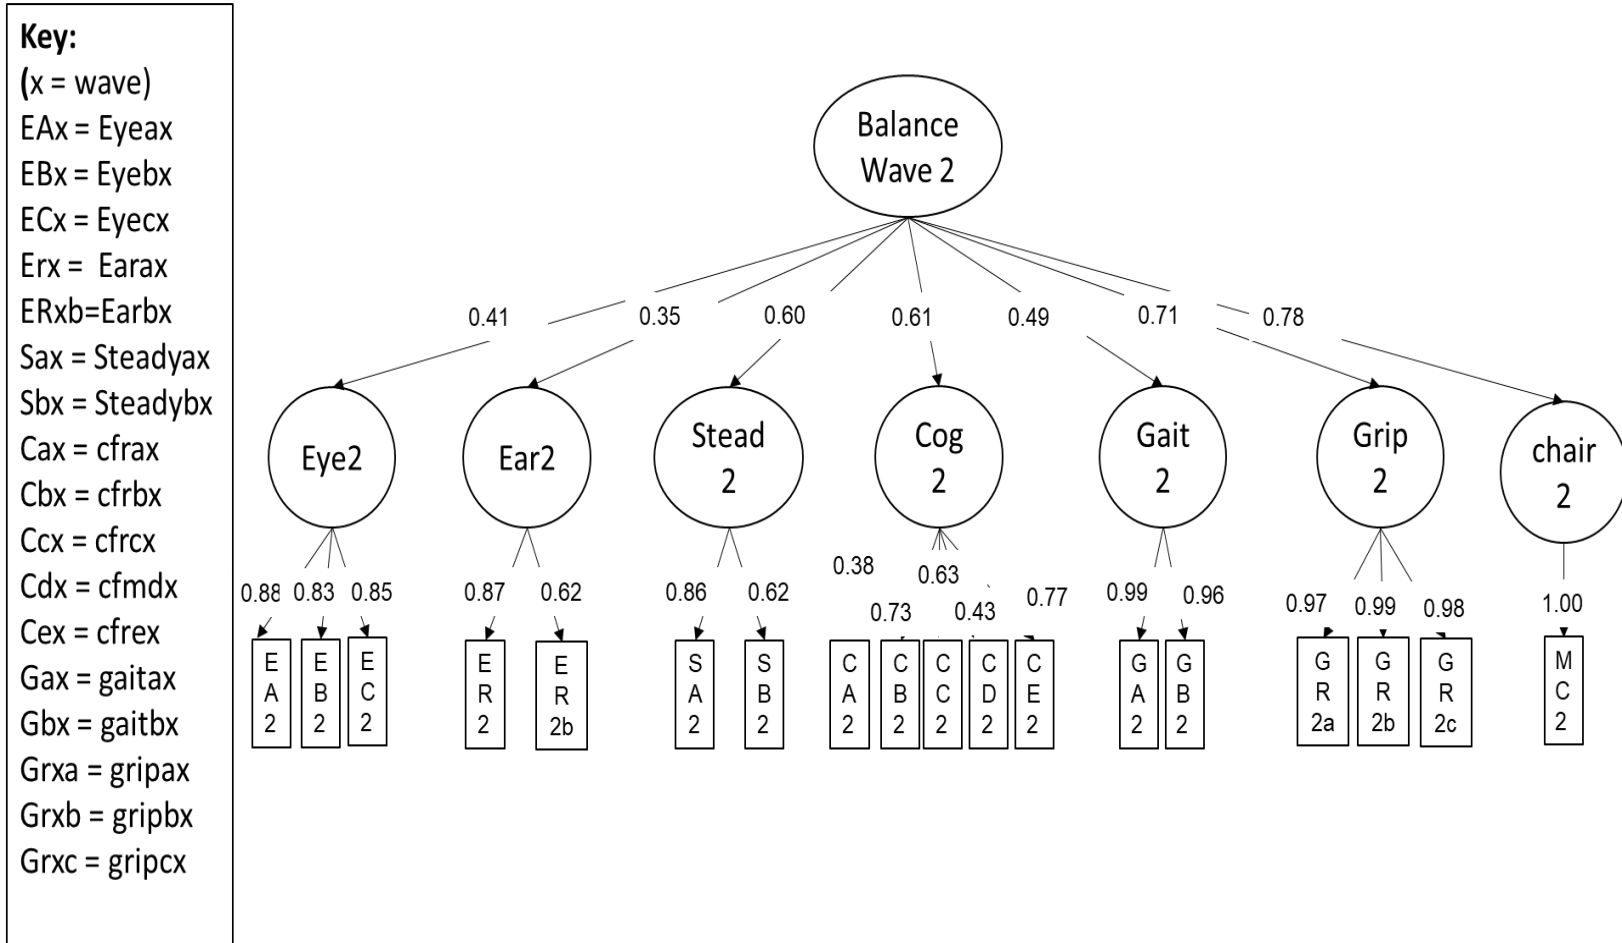 Key:
(x = wave)
EAx = Eyeax
EBx = Eyebx
ECx = Eyecx
Erx =  Earax
ERxb=Earbx
Sax = Steadyax
Sbx = Steadybx
Cax = cfrax
Cbx = cfrbx
Ccx = cfrcx
Cdx = cfmdx
Cex = cfrex
Gax = gaitax
Gbx = gaitbx
Grxa = gripax
Grxb = gripbx
Grxc = gripcx
Balance
Wave 2
0.41
0.35
0.60
0.61
0.49
0.71
0.78
Eye2
Ear2
Stead
2
Cog
2
Gait
2
Grip
2
chair
2
0.88
0.83
0.85
0.87
0.62
0.86
0.62
0.38
0.73
0.63
0.43
0.77
0.99
0.96
0.97
0.99
0.98
1.00
E
A
2
E
B
2
E
C
2
E
R
2
E
R
2b
S
A
2
S
B
2
C
A
2
C
B
2
C
C
2
C
D
2
C
E
2
G
A
2
G
B
2
G
R
2a
G
R
2b
G
R
2c
M
C
2